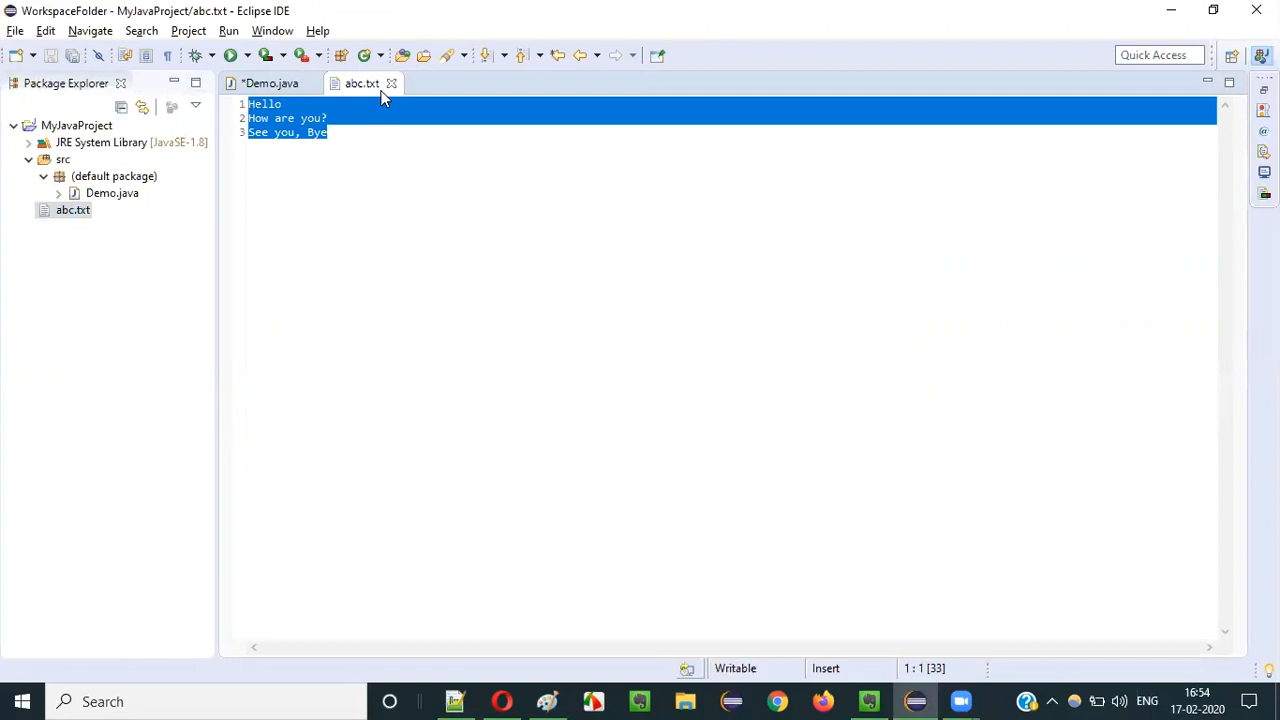 WorkspaceFolder - MyJavaProject/abc.txt - Eclipse IDE
File Edit Navigate Search Project Run Window Help
Quick Access
Package Explorer
*Demo.java
abc.txt
MyJavaProject
JRE System Library [JavaSE-1.8]
src
(default package)
Demo.java
abc.txt
1 Hello
2 How are you?
3 See you, Bye
Writable
Insert
1 : 1 [33]
Search
ENG
16:54
17-02-2020